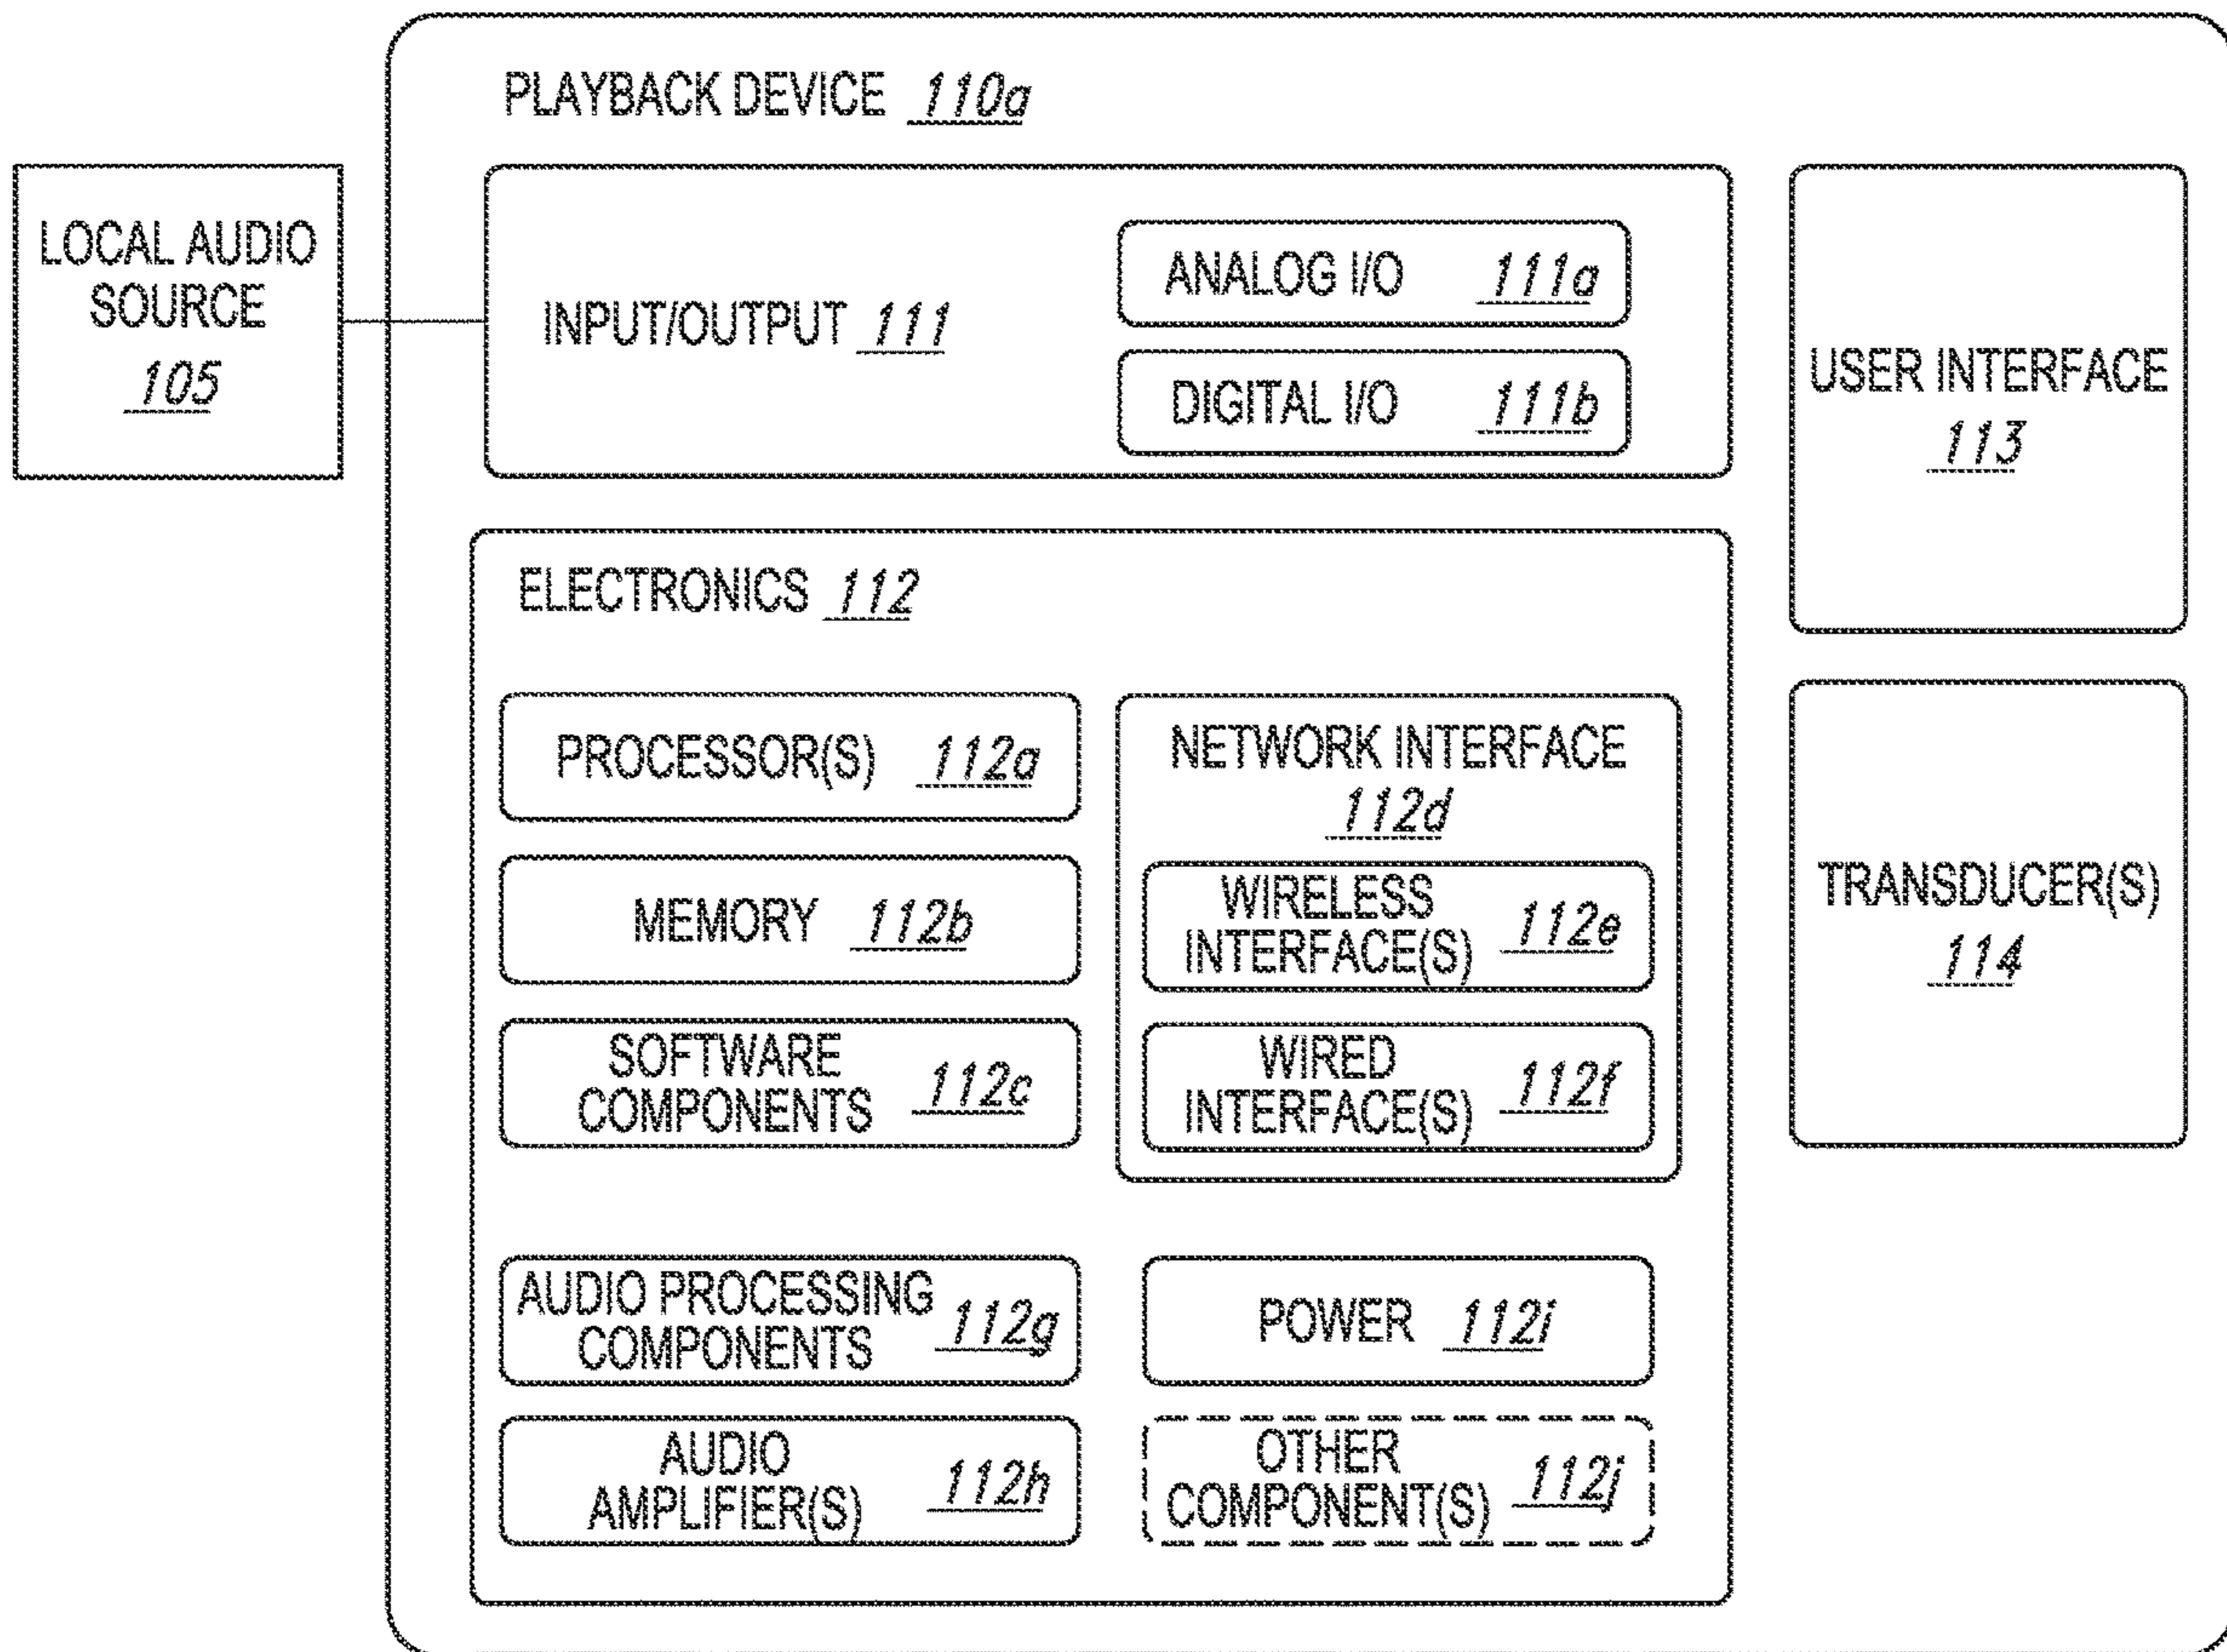 PLAYBACK DEVICE 110a
LOCAL AUDIO
SOURCE
105
INPUT/OUTPUT 111
ANALOG I/O 111a
DIGITAL I/O 111b
USER INTERFACE
113
ELECTRONICS 112
PROCESSOR(S) 112a
MEMORY 112b
SOFTWARE
COMPONENTS 112c
NETWORK INTERFACE
112d
WIRELESS
INTERFACE(S) 112e
WIRED
INTERFACE(S) 112f
TRANSDUCER(S)
114
AUDIO PROCESSING
COMPONENTS 112g
POWER 112i
AUDIO
AMPLIFIER(S) 112h
OTHER
COMPONENT(S) 112j